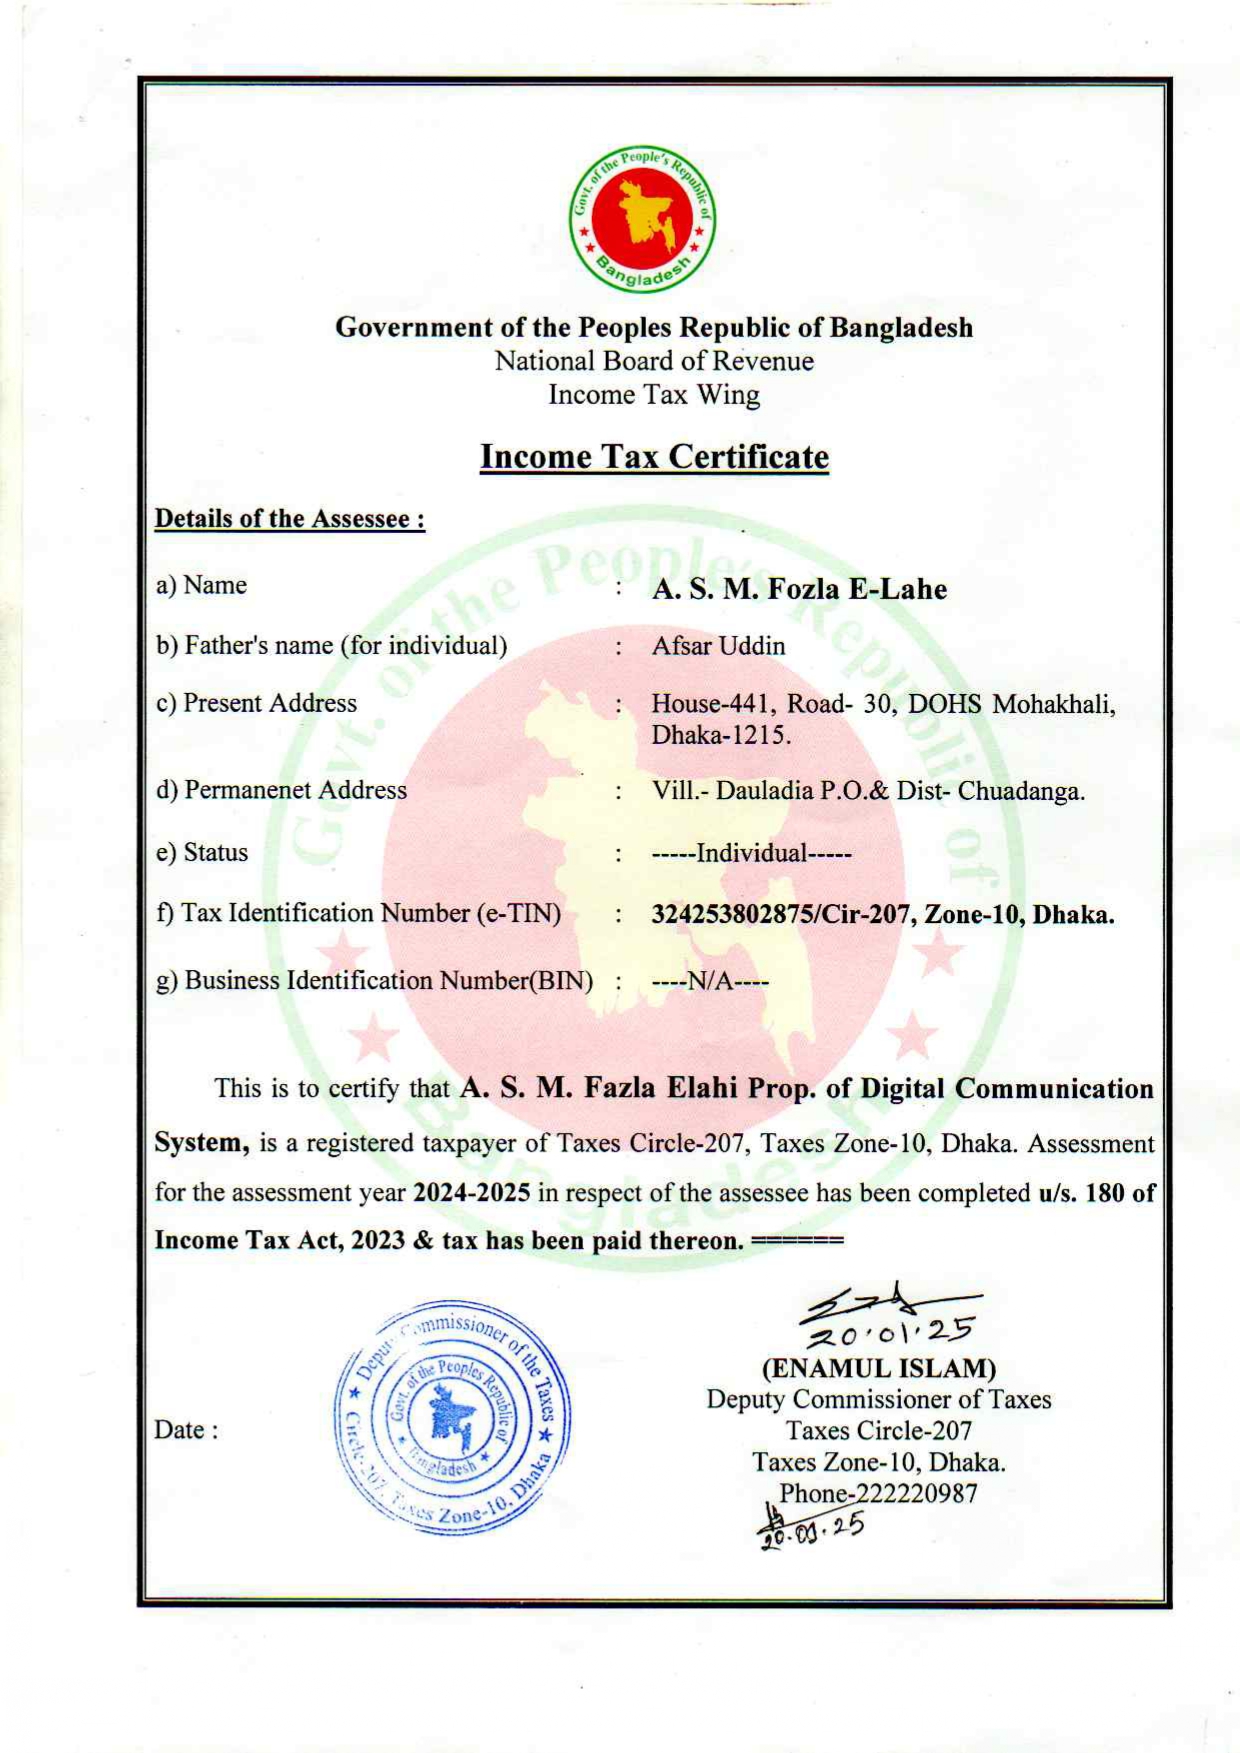 Govt. of the People's Republic of
Bangladesh
Government of the Peoples Republic of Bangladesh
National Board of Revenue
Income Tax Wing
Income Tax Certificate
Details of the Assessee :
a) Name : A. S. M. Fozla E-Lahe
b) Father's name (for individual) : Afsar Uddin
c) Present Address : House-441, Road- 30, DOHS Mohakhali,
Dhaka-1215.
d) Permanenet Address : Vill.- Dauladia P.O.& Dist- Chuadanga.
e) Status : -----Individual-----
f) Tax Identification Number (e-TIN) : 324253802875/Cir-207, Zone-10, Dhaka.
g) Business Identification Number(BIN) : ----N/A----
Govt. of the People's Republic of
Bangladesh
This is to certify that A. S. M. Fazla Elahi Prop. of Digital Communication
System, is a registered taxpayer of Taxes Circle-207, Taxes Zone-10, Dhaka. Assessment
for the assessment year 2024-2025 in respect of the assessee has been completed u/s. 180 of
Income Tax Act, 2023 & tax has been paid thereon. ======
20.01.25
(ENAMUL ISLAM)
Deputy Commissioner of Taxes
Taxes Circle-207
Taxes Zone-10, Dhaka.
Phone-222220987
Date :
Deputy Commissioner of the Taxes
Circle-207, Taxes Zone-10, Dhaka
Govt. of the Peoples Republic of
Bangladesh